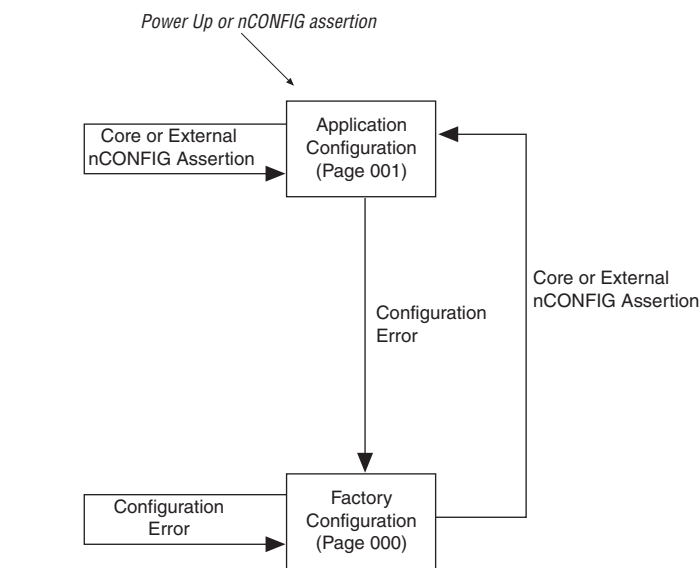 Power Up or nCONFIG assertion
Core or External
nCONFIG Assertion
Application
Configuration
(Page 001)
Core or External
nCONFIG Assertion
Configuration
Error
Configuration
Error
Factory
Configuration
(Page 000)